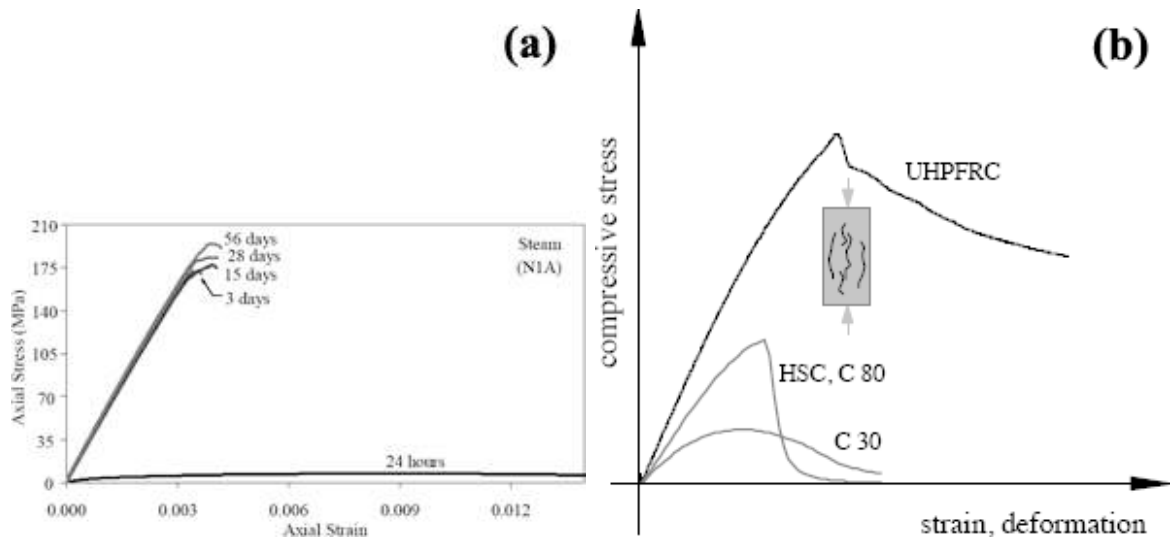 (a)
210
175
140
105
70
35
0
Axial Stress (MPa)
56 days
28 days
15 days
3 days
Steam
(N1A)
24 hours
0.000 0.003 0.006 0.009 0.012
Axial Strain
(b)
compressive stress
UHPFRC
HSC, C 80
C 30
strain, deformation